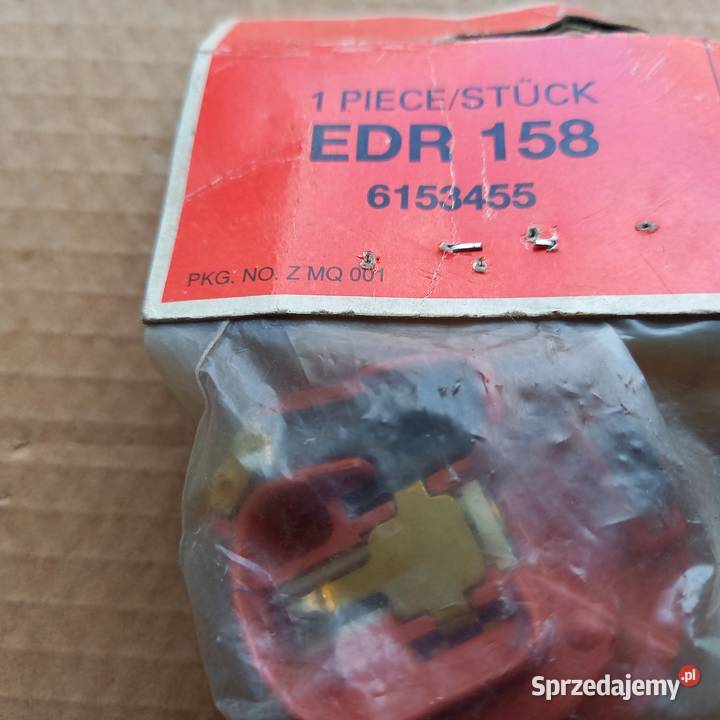 1 PIECE/STÜCK
EDR 158
6153455
PKG. NO. Z MQ 001
Sprzedajemy.pl